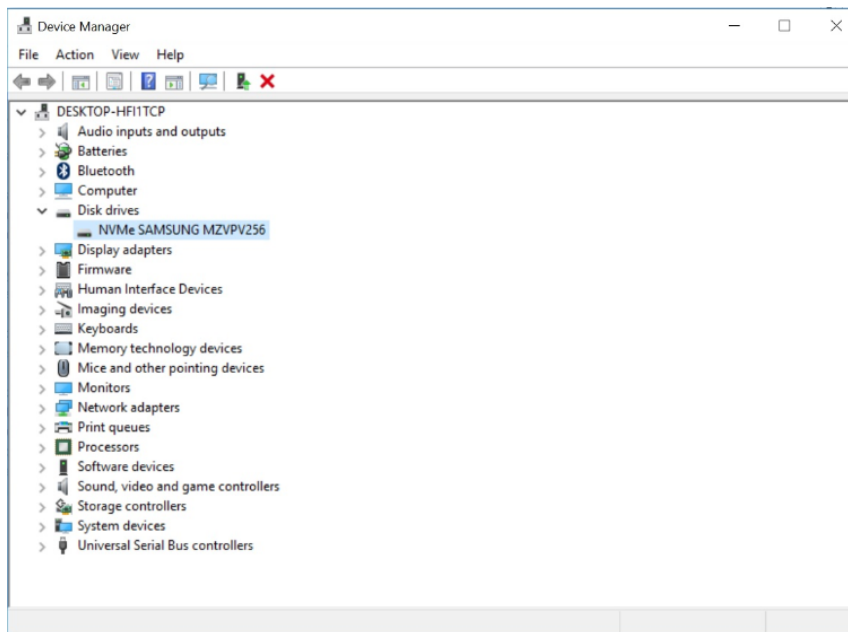 Device Manager
File Action View Help
DESKTOP-HFI1TCP
Audio inputs and outputs
Batteries
Bluetooth
Computer
Disk drives
NVMe SAMSUNG MZVPV256
Display adapters
Firmware
Human Interface Devices
Imaging devices
Keyboards
Memory technology devices
Mice and other pointing devices
Monitors
Network adapters
Print queues
Processors
Software devices
Sound, video and game controllers
Storage controllers
System devices
Universal Serial Bus controllers